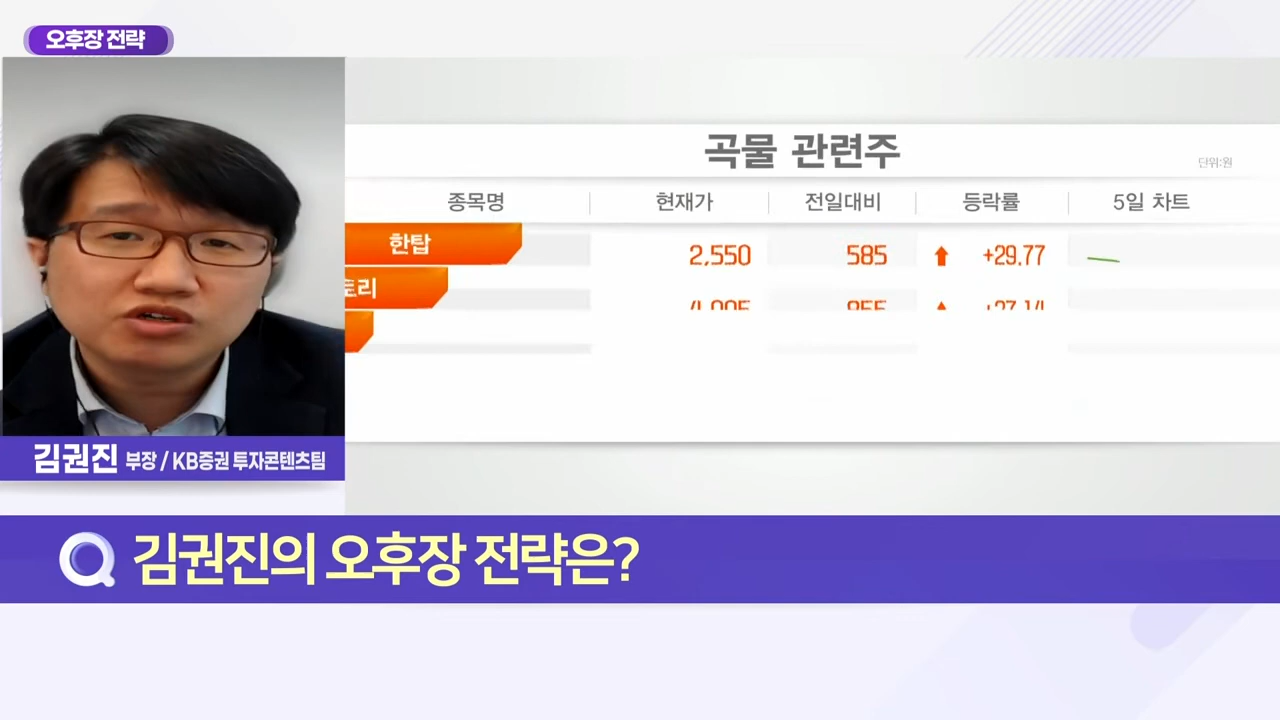 오후장 전략
곡물 관련주
단위:원
종목명 현재가 전일대비 등락률 5일 차트
한탑 2,550 585 +29.77
토리
김권진 부장 / KB증권 투자콘텐츠팀
김권진의 오후장 전략은?